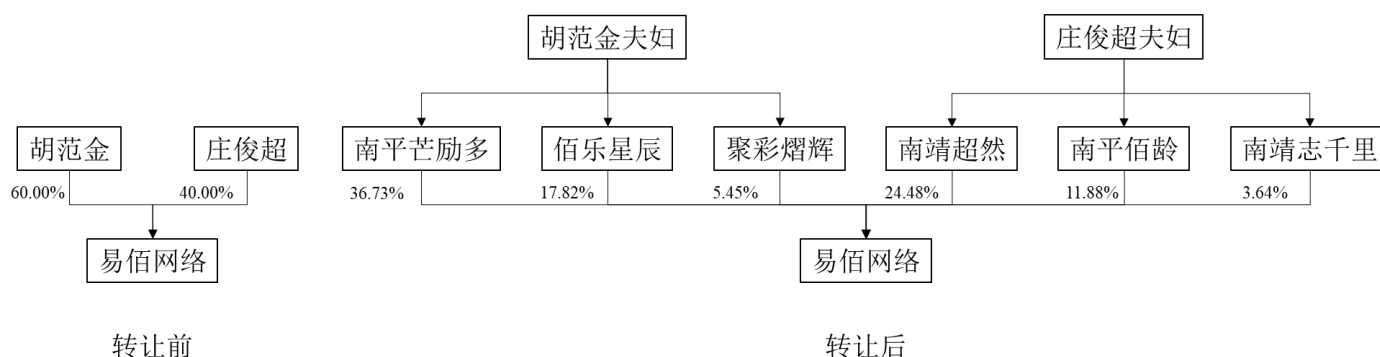 胡范金夫妇
庄俊超夫妇
胡范金
庄俊超
南平芒励多
佰乐星辰
聚彩熠辉
南靖超然
南平佰龄
南靖志千里
60.00%
40.00%
36.73%
17.82%
5.45%
24.48%
11.88%
3.64%
易佰网络
易佰网络
转让前
转让后